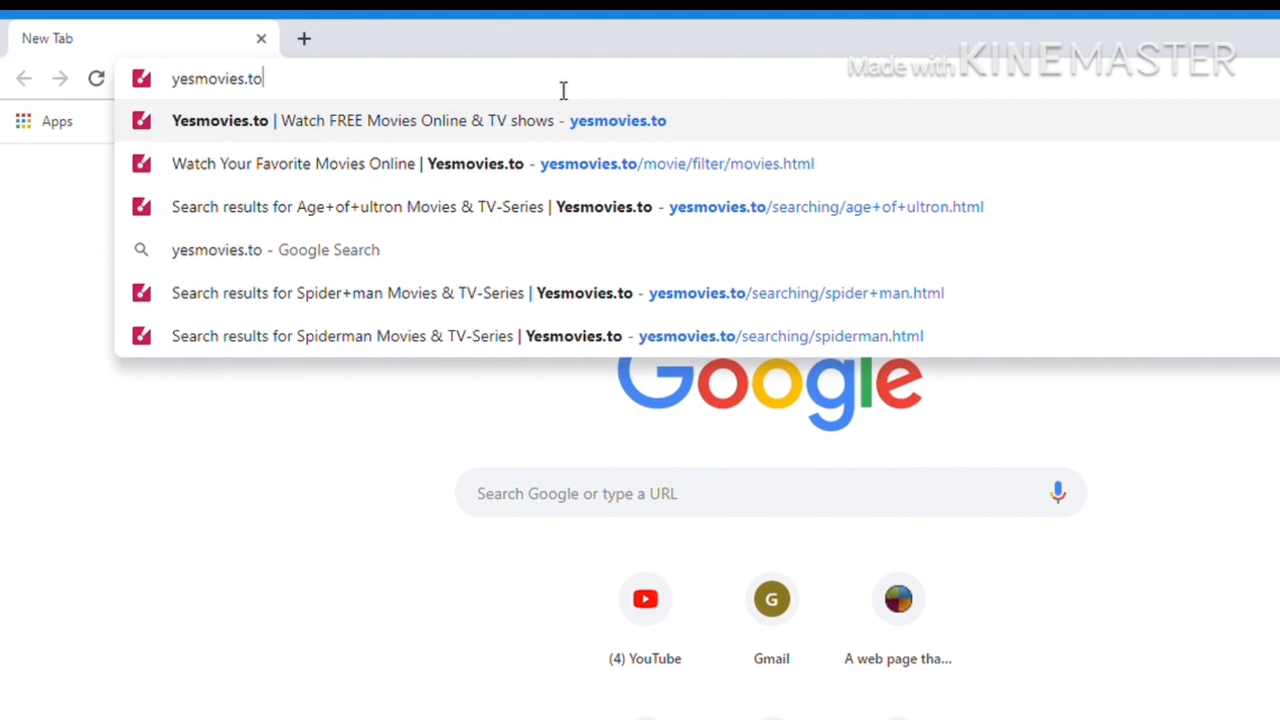 New Tab
Made with KINEMASTER
yesmovies.to
Apps
Yesmovies.to | Watch FREE Movies Online & TV shows - yesmovies.to
Watch Your Favorite Movies Online | Yesmovies.to - yesmovies.to/movie/filter/movies.html
Search results for Age+of+ultron Movies & TV-Series | Yesmovies.to - yesmovies.to/searching/age+of+ultron.html
yesmovies.to - Google Search
Search results for Spider+man Movies & TV-Series | Yesmovies.to - yesmovies.to/searching/spider+man.html
Search results for Spiderman Movies & TV-Series | Yesmovies.to - yesmovies.to/searching/spiderman.html
Google
Search Google or type a URL
G
(4) YouTube
Gmail
A web page tha...